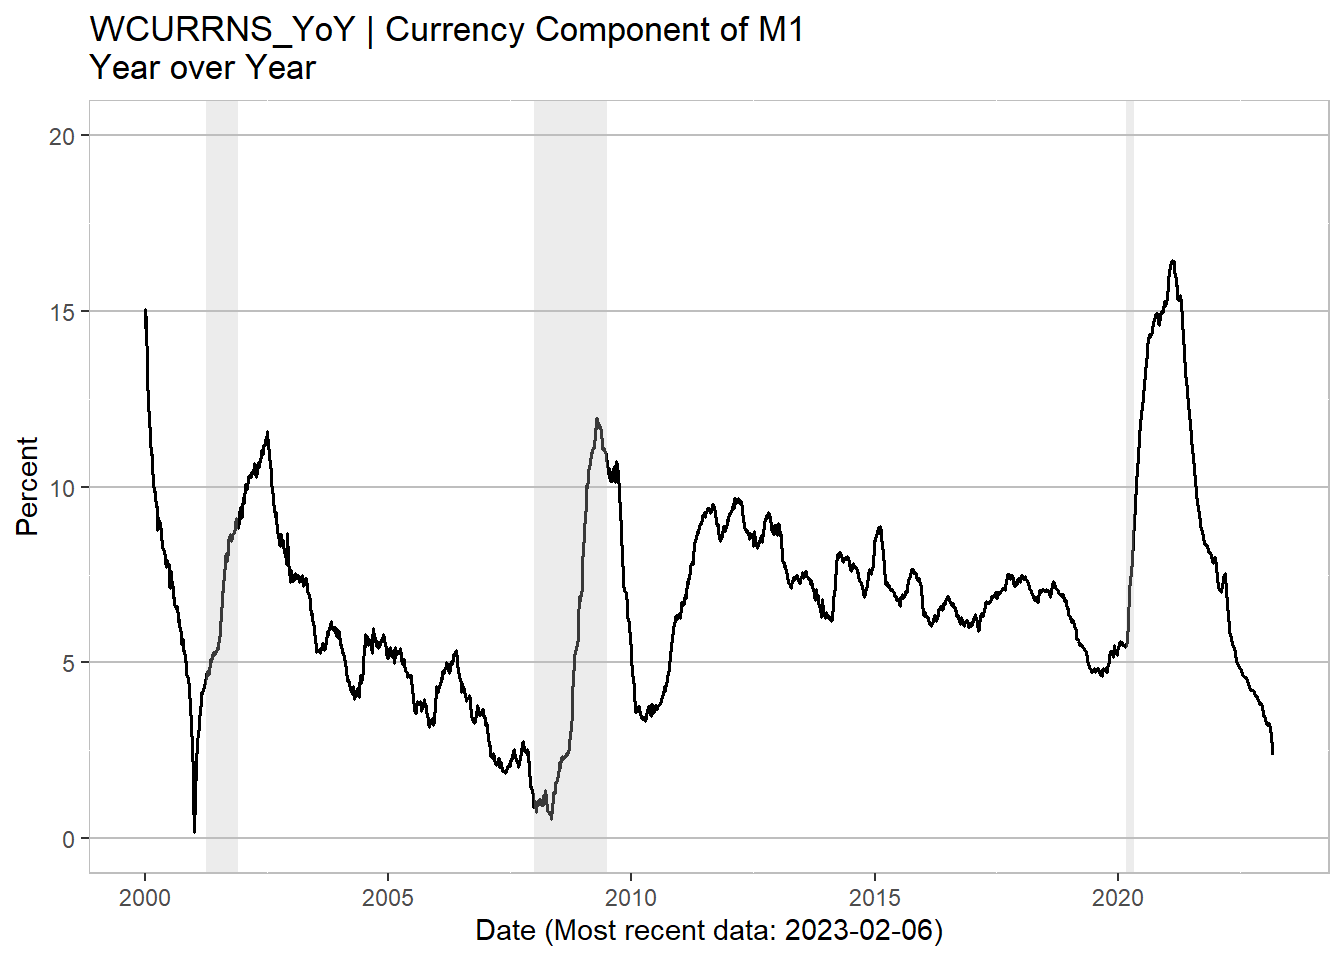 WCURRNS_YoY | Currency Component of M1
Year over Year
20
15
10
5
0
Percent
2000 2005 2010 2015 2020
Date (Most recent data: 2023-02-06)